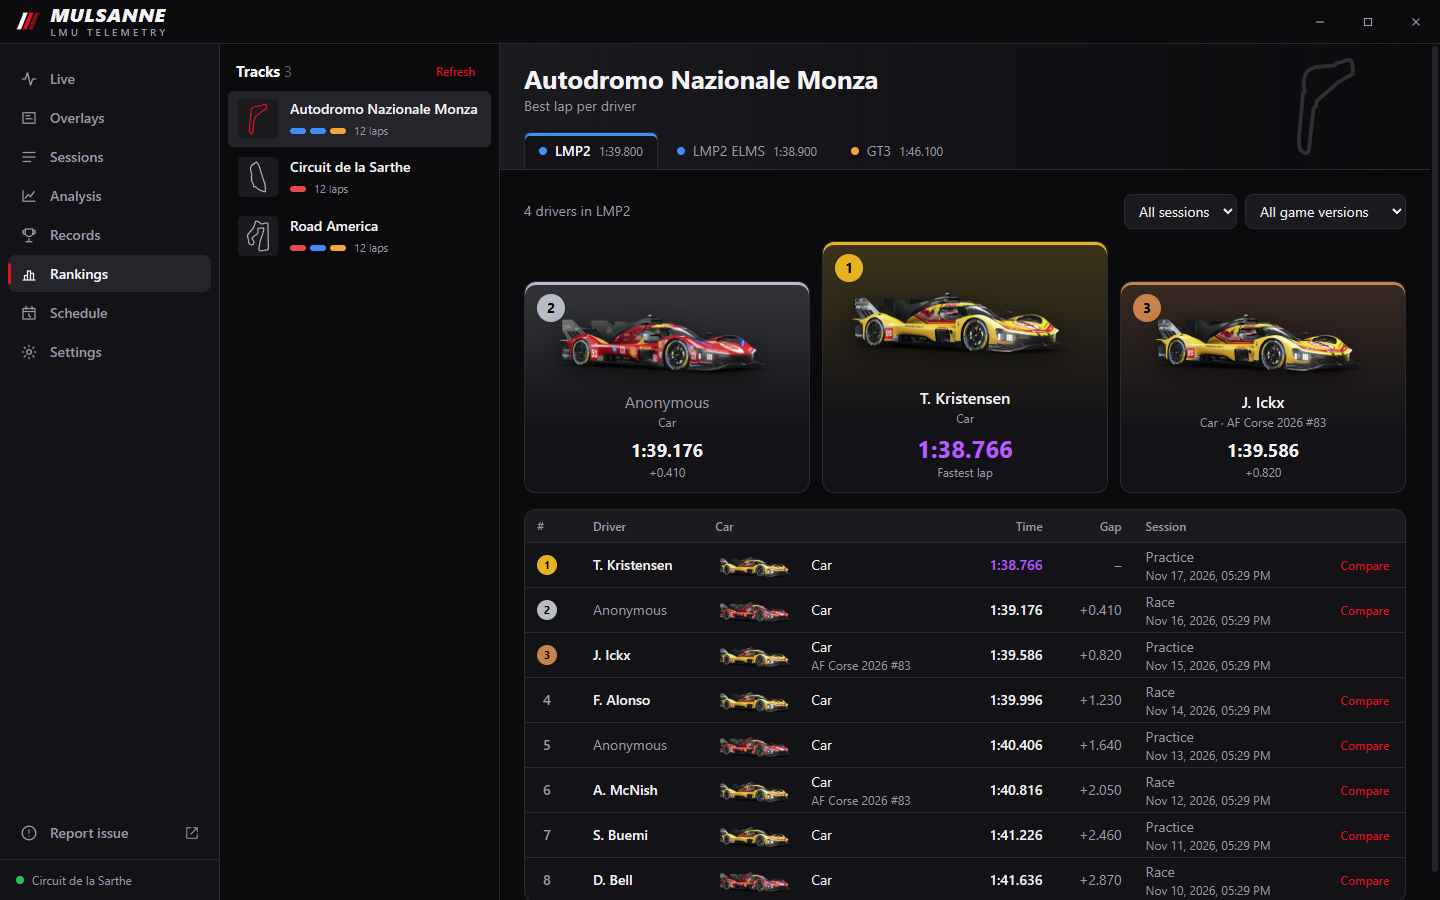 MULSANNE
LMU TELEMETRY
Live
Overlays
Sessions
Analysis
Records
Rankings
Schedule
Settings
Report issue
Circuit de la Sarthe
Tracks 3
Refresh
Autodromo Nazionale Monza
12 laps
Circuit de la Sarthe
12 laps
Road America
12 laps
Autodromo Nazionale Monza
Best lap per driver
LMP2 1:39.800
LMP2 ELMS 1:38.900
GT3 1:46.100
4 drivers in LMP2
All sessions
All game versions
2
Anonymous
Car
1:39.176
+0.410
1
T. Kristensen
Car
1:38.766
Fastest lap
3
J. Ickx
Car · AF Corse 2026 #83
1:39.586
+0.820
# Driver Car Time Gap Session
1 T. Kristensen Car 1:38.766 – Practice
Nov 17, 2026, 05:29 PM
Compare
2 Anonymous Car 1:39.176 +0.410 Race
Nov 16, 2026, 05:29 PM
Compare
3 J. Ickx Car 1:39.586 +0.820 Practice
AF Corse 2026 #83 Nov 15, 2026, 05:29 PM
4 F. Alonso Car 1:39.996 +1.230 Race
Nov 14, 2026, 05:29 PM
Compare
5 Anonymous Car 1:40.406 +1.640 Practice
Nov 13, 2026, 05:29 PM
Compare
6 A. McNish Car 1:40.816 +2.050 Race
AF Corse 2026 #83 Nov 12, 2026, 05:29 PM
Compare
7 S. Buemi Car 1:41.226 +2.460 Practice
Nov 11, 2026, 05:29 PM
Compare
8 D. Bell Car 1:41.636 +2.870 Race
Nov 10, 2026, 05:29 PM
Compare